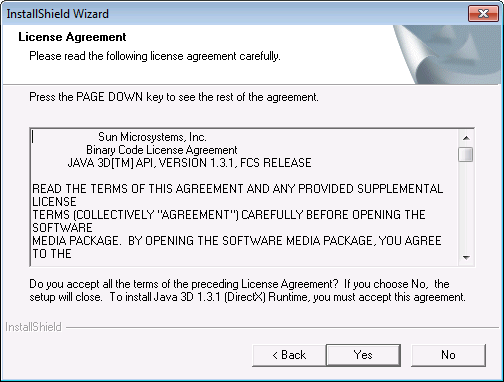 InstallShield Wizard
License Agreement
Please read the following license agreement carefully.
Press the PAGE DOWN key to see the rest of the agreement.
Sun Microsystems, Inc.
Binary Code License Agreement
JAVA 3D[TM] API, VERSION 1.3.1, FCS RELEASE
READ THE TERMS OF THIS AGREEMENT AND ANY PROVIDED SUPPLEMENTAL
LICENSE
TERMS (COLLECTIVELY "AGREEMENT") CAREFULLY BEFORE OPENING THE
SOFTWARE
MEDIA PACKAGE.  BY OPENING THE SOFTWARE MEDIA PACKAGE, YOU AGREE
TO THE
Do you accept all the terms of the preceding License Agreement?  If you choose No,  the
setup will close.  To install Java 3D 1.3.1 (DirectX) Runtime, you must accept this agreement.
InstallShield
< Back
Yes
No